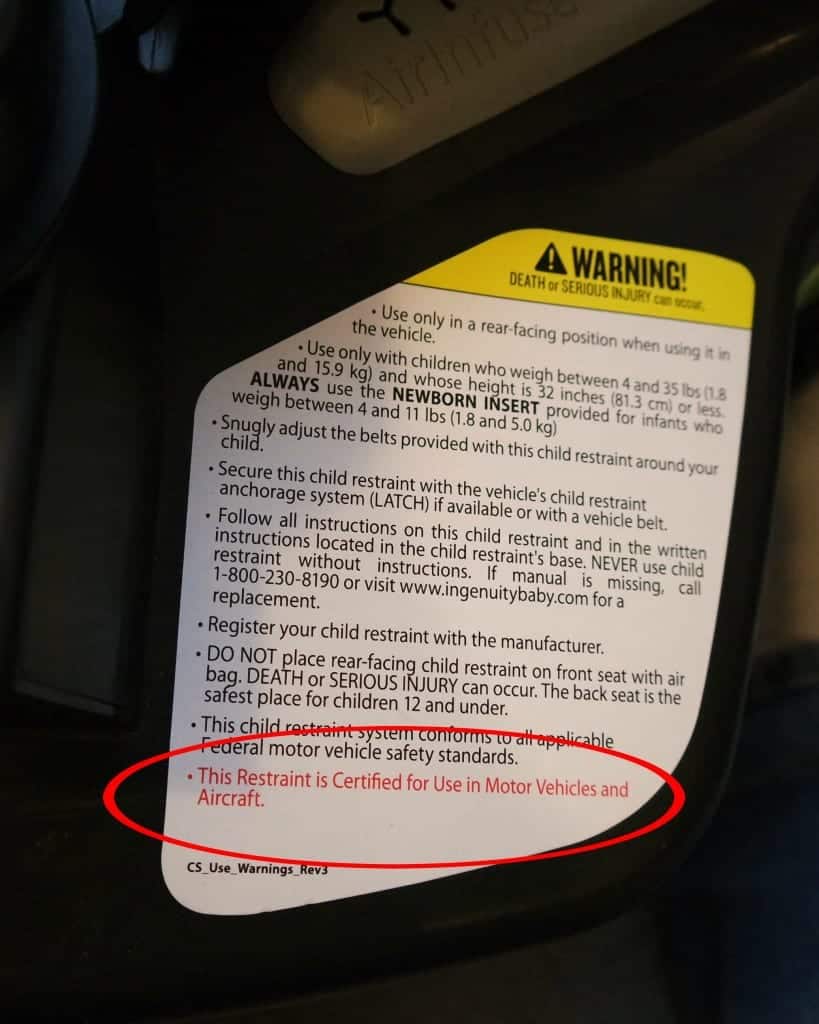 AirInfuse
WARNING!
DEATH or SERIOUS INJURY can occur.
• Use only in a rear-facing position when using it in
the vehicle.
• Use only with children who weigh between 4 and 35 lbs (1.8
and 15.9 kg) and whose height is 32 inches (81.3 cm) or less.
ALWAYS use the NEWBORN INSERT provided for infants who
weigh between 4 and 11 lbs (1.8 and 5.0 kg)
• Snugly adjust the belts provided with this child restraint around your
child.
• Secure this child restraint with the vehicle's child restraint
anchorage system (LATCH) if available or with a vehicle belt.
• Follow all instructions on this child restraint and in the written
instructions located in the child restraint's base. NEVER use child
restraint without instructions. If manual is missing, call
1-800-230-8190 or visit www.ingenuitybaby.com for a
replacement.
• Register your child restraint with the manufacturer.
• DO NOT place rear-facing child restraint on front seat with air
bag. DEATH or SERIOUS INJURY can occur. The back seat is the
safest place for children 12 and under.
• This child restraint system conforms to all applicable
Federal motor vehicle safety standards.
• This Restraint is Certified for Use in Motor Vehicles and
Aircraft.
CS_Use_Warnings_Rev3